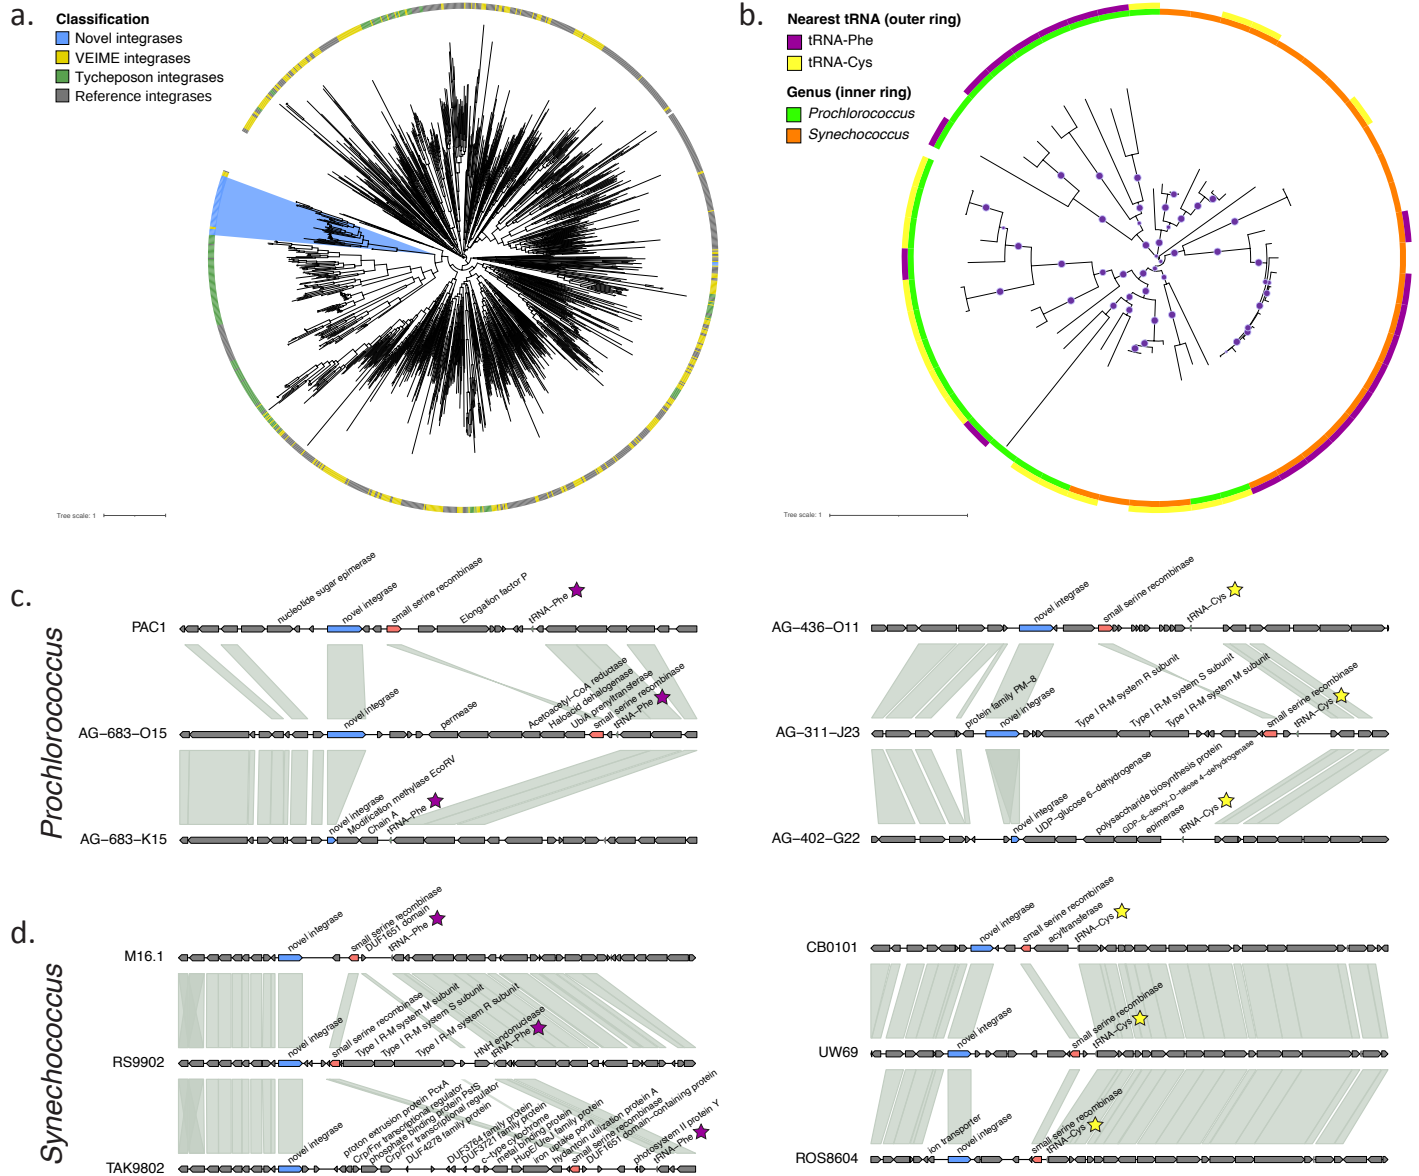 a.
Classification
Novel integrases
VEIME integrases
Tycheposon integrases
Reference integrases
Tree scale: 1
b.
Nearest tRNA (outer ring)
tRNA-Phe
tRNA-Cys
Genus (inner ring)
Prochlorococcus
Synechococcus
Tree scale: 1
c.
Prochlorococcus
PAC1
nucleotide sugar epimerase
novel integrase
small serine recombinase
Elongation factor P
tRNA–Phe
AG–683–O15
novel integrase
permease
Acetoacetyl–CoA reductase
Haloacid dehalogenase
UbiA prenyltransferase
small serine recombinase
tRNA–Phe
AG–683–K15
novel integrase
Modification methylase EcoRV
Chain A
tRNA–Phe
AG–436–O11
novel integrase
small serine recombinase
tRNA–Cys
AG–311–J23
protein family PM–8
novel integrase
Type I R–M system R subunit
Type I R–M system S subunit
Type I R–M system M subunit
small serine recombinase
tRNA–Cys
AG–402–G22
novel integrase
UDP–glucose 6–dehydrogenase
polysaccharide biosynthesis protein
GDP–6–deoxy–D–talose 4–dehydrogenase
epimerase
tRNA–Cys
d.
Synechococcus
M16.1
novel integrase
small serine recombinase
DUF1651 domain
tRNA–Phe
RS9902
novel integrase
small serine recombinase
Type I R–M system M subunit
Type I R–M system S subunit
Type I R–M system R subunit
HNH endonuclease
tRNA–Phe
TAK9802
novel integrase
proton extrusion protein PcxA
Crp/Fnr transcriptional regulator
phosphate binding protein PstS
Crp/Fnr transcriptional regulator
DUF4278 family protein
DUF3764 family protein
DUF3721 family protein
c–type cytochrome
metal binding protein
HupE/UreJ family protein
iron uptake porin
hydantoin utilization protein A
small serine recombinase
DUF1651 domain–containing protein
photosystem II protein Y
tRNA–Phe
CB0101
novel integrase
small serine recombinase
acyltransferase
tRNA–Cys
UW69
novel integrase
small serine recombinase
tRNA–Cys
ROS8604
ion transporter
novel integrase
small serine recombinase
tRNA–Cys